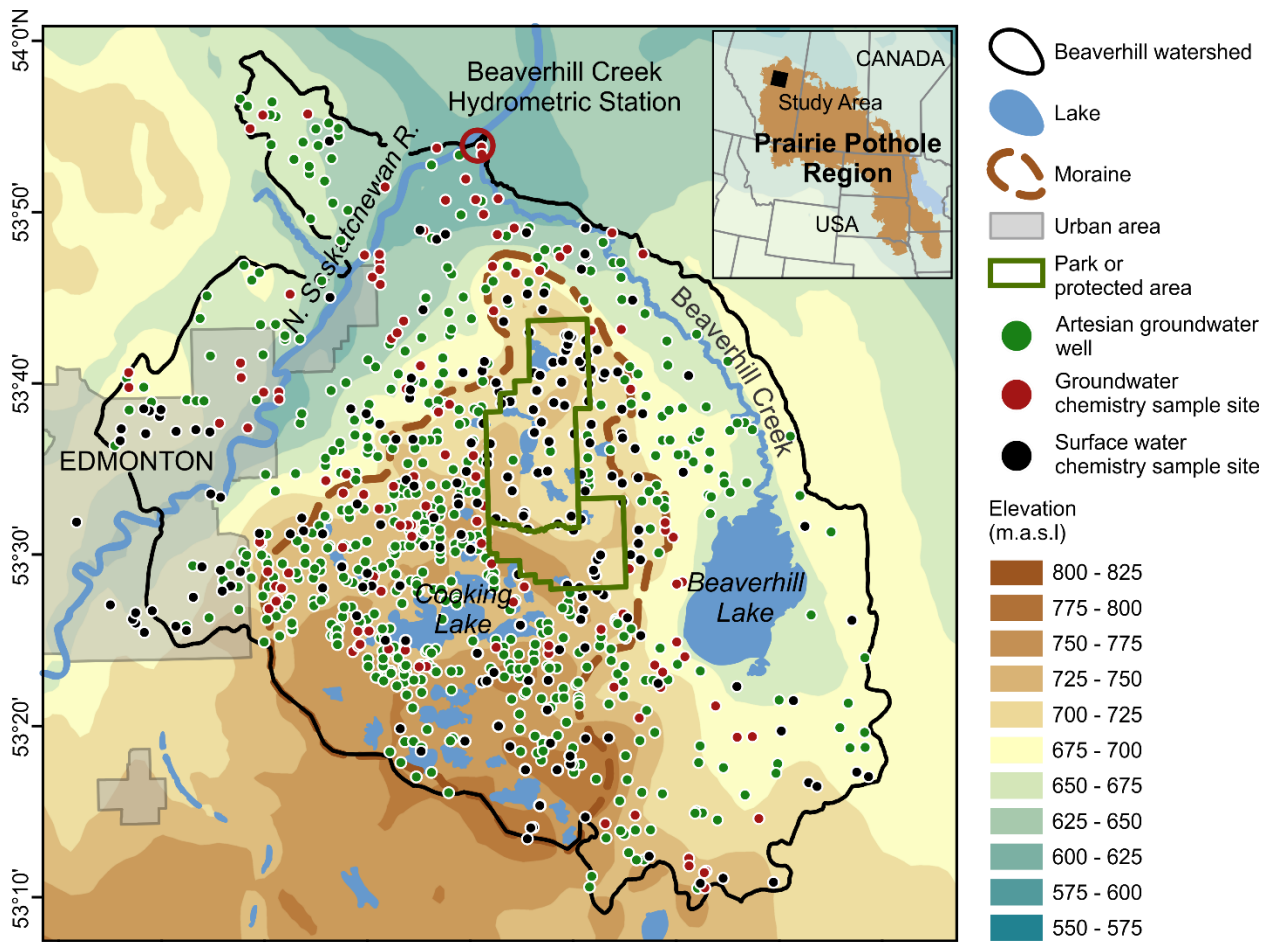 54°0'N
53°50'
53°40'
53°30'
53°20'
53°10'
Beaverhill Creek
Hydrometric Station
N. Saskatchewan R.
Beaverhill Creek
EDMONTON
Cooking
Lake
Beaverhill
Lake
CANADA
Study Area
Prairie Pothole
Region
USA
Beaverhill watershed
Lake
Moraine
Urban area
Park or
protected area
Artesian groundwater
well
Groundwater
chemistry sample site
Surface water
chemistry sample site
Elevation
(m.a.s.l)
800 - 825
775 - 800
750 - 775
725 - 750
700 - 725
675 - 700
650 - 675
625 - 650
600 - 625
575 - 600
550 - 575